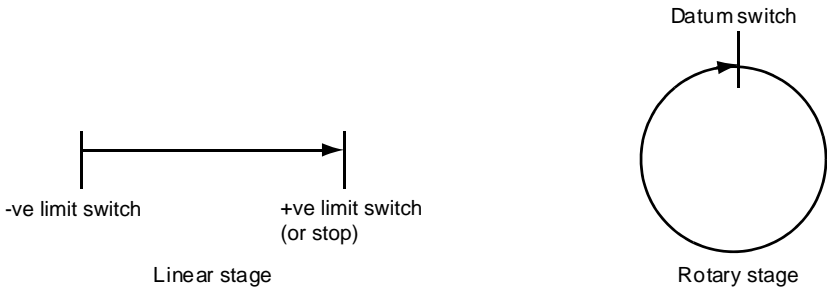 Datum switch
-ve limit switch
+ve limit switch
(or stop)
Linear stage
Rotary stage